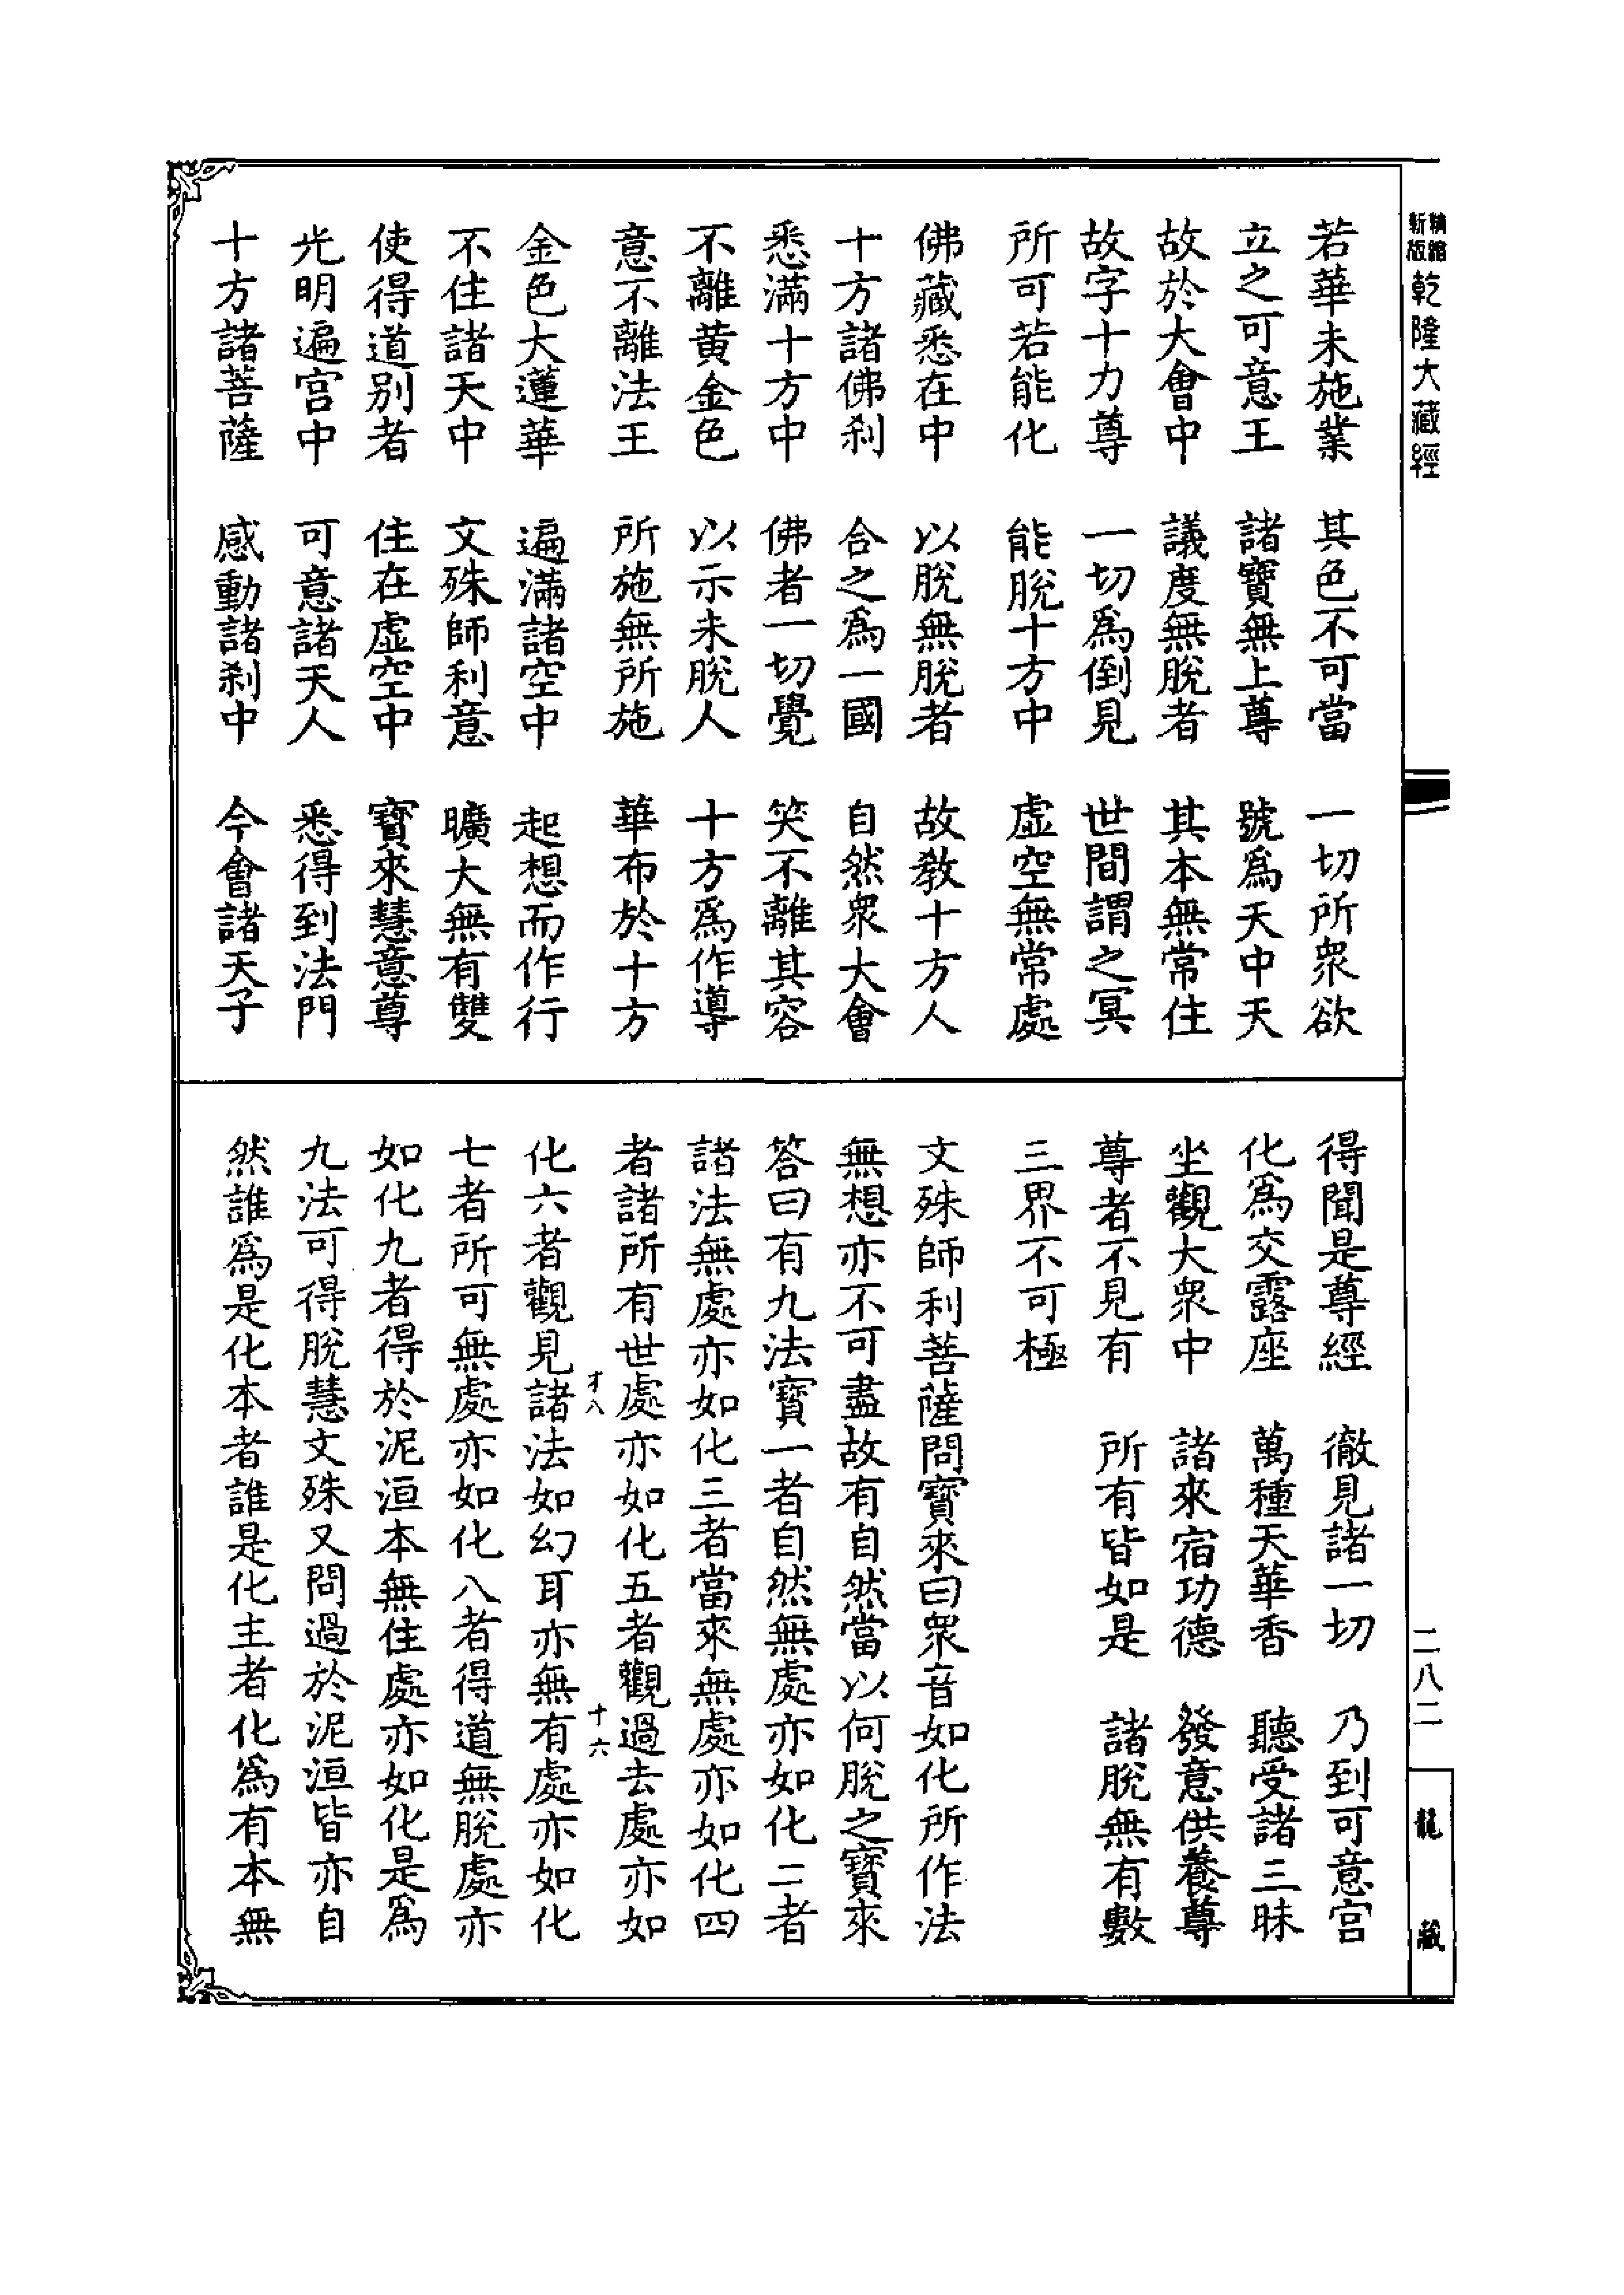 精縮新版 乾隆大藏經
若華未施業 其色不可當 一切所衆欲
立之可意王 諸寶無上尊 號爲天中天
故於大會中 議度無脫者 其本無常住
故字十力尊 一切爲倒見 世間謂之冥
所可若能化 能脫十方中 虛空無常處
佛藏悉在中 以脫無脫者 故教十方人
十方諸佛刹 合之爲一國 自然衆大會
悉滿十方中 佛者一切覺 笑不離其容
不離黃金色 以示未脫人 十方爲作導
意不離法王 所施無所施 華布於十方
金色大蓮華 遍滿諸空中 起想而作行
不住諸天中 文殊師利意 曠大無有雙
使得道別者 住在虛空中 寶來慧意尊
光明遍宫中 可意諸天人 悉得到法門
十方諸菩薩 感動諸刹中 今會諸天子
得聞是尊經 徹見諸一切 乃到可意宫
化爲交露座 萬種天華香 聽受諸三昧
坐觀大衆中 諸來宿功德 發意供養尊
尊者不見有 所有皆如是 諸脫無有數
三界不可極
文殊師利菩薩問寶來曰衆音如化所作法
無想亦不可盡故有自然當以何脫之寶來
答曰有九法寶一者自然無處亦如化二者
諸法無處亦如化三者當來無處亦如化四
者諸所有世處亦如化五者觀過去處亦如
才八 十六
化六者觀見諸法如幻耳亦無有處亦如化
七者所可無處亦如化八者得道無脫處亦
如化九者得於泥洹本無住處亦如化是爲
九法可得脫慧文殊又問過於泥洹皆亦自
然誰爲是化本者誰是化主者化爲有本無
二八二
龍藏